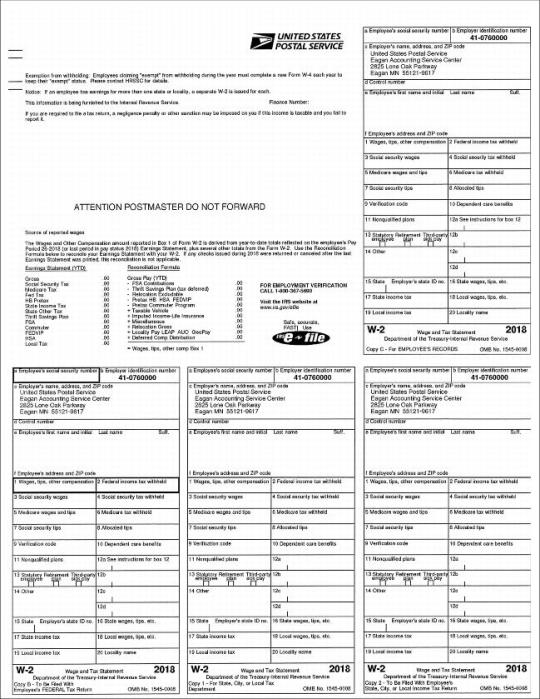 UNITED STATES
POSTAL SERVICE
Exemption from withholding: Employees claiming "exempt" from withholding during the year must complete a new Form W-4 each year to
keep their "exempt" status. Please contact HRSSC for details.
Notice: If an employee has earnings for more than one state or locality, a separate W-2 is issued for each.
This information is being furnished to the Internal Revenue Service. Finance Number:
If you are required to file a tax return, a negligence penalty or other sanction may be imposed on you if this income is taxable and you fail to
report it.
ATTENTION POSTMASTER DO NOT FORWARD
Source of reported wages
The Wages and Other Compensation amount reported in Box 1 of Form W-2 is derived from year-to-date totals reflected on the employee's Pay
Period 26-2018 (or last period in pay status 2018) Earnings Statement, plus several other totals from the Form W-2. Use the Reconciliation
Formula below to reconcile your Earnings Statement with your W-2. If any checks issued during 2018 were returned or canceled after the last
Earnings Statement was printed, this reconciliation is not applicable.
Earnings Statement (YTD) Reconciliation Formula
Gross .00
Social Security Tax .00
Medicare Tax .00
Fed Tax .00
HB Pretax .00
State Income Tax .00
State Other Tax .00
Thrift Savings Plan .00
FSA .00
Commuter .00
FEDVIP .00
HSA .00
Local Tax .00
Gross Pay (YTD) .00
- FSA Contributions .00
- Thrift Savings Plan (tax deferred) .00
- Relocation Excludable .00
- Pretax HB HSA FEDVIP .00
- Pretax Commuter Program .00
+ Taxable Vehicle .00
+ Imputed Income-Life Insurance .00
+ Miscellaneous .00
+ Relocation Gross .00
+ Locality Pay LEAP AUO OvsPay .00
+ Deferred Comp Distribution .00
= Wages, tips, other comp Box 1
FOR EMPLOYMENT VERIFICATION
CALL 1-800-367-5690
Visit the IRS website at
www.irs.gov/efile
Safe, accurate,
FAST! Use
IRS e-file
a Employee's social security number b Employer identification number
41-0760000
c Employer's name, address, and ZIP code
United States Postal Service
Eagan Accounting Service Center
2825 Lone Oak Parkway
Eagan MN 55121-9617
d Control number
e Employee's first name and initial Last name Suff.
f Employee's address and ZIP code
1 Wages, tips, other compensation 2 Federal income tax withheld
3 Social security wages 4 Social security tax withheld
5 Medicare wages and tips 6 Medicare tax withheld
7 Social security tips 8 Allocated tips
9 Verification code 10 Dependent care benefits
11 Nonqualified plans 12a See instructions for box 12
13 Statutory employee Retirement plan Third-party sick pay 12b
14 Other 12c
12d
15 State Employer's state ID no. 16 State wages, tips, etc.
17 State income tax 18 Local wages, tips, etc.
19 Local income tax 20 Locality name
W-2 Wage and Tax Statement 2018
Department of the Treasury-Internal Revenue Service
Copy C - For EMPLOYEE'S RECORDS OMB No. 1545-0008
a Employee's social security number b Employer identification number
41-0760000
c Employer's name, address, and ZIP code
United States Postal Service
Eagan Accounting Service Center
2825 Lone Oak Parkway
Eagan MN 55121-9617
d Control number
e Employee's first name and initial Last name Suff.
f Employee's address and ZIP code
1 Wages, tips, other compensation 2 Federal income tax withheld
3 Social security wages 4 Social security tax withheld
5 Medicare wages and tips 6 Medicare tax withheld
7 Social security tips 8 Allocated tips
9 Verification code 10 Dependent care benefits
11 Nonqualified plans 12a See instructions for box 12
13 Statutory employee Retirement plan Third-party sick pay 12b
14 Other 12c
12d
15 State Employer's state ID no. 16 State wages, tips, etc.
17 State income tax 18 Local wages, tips, etc.
19 Local income tax 20 Locality name
W-2 Wage and Tax Statement 2018
Department of the Treasury-Internal Revenue Service
Copy B - To Be Filed With
Employee's FEDERAL Tax Return OMB No. 1545-0008
a Employee's social security number b Employer identification number
41-0760000
c Employer's name, address, and ZIP code
United States Postal Service
Eagan Accounting Service Center
2825 Lone Oak Parkway
Eagan MN 55121-9617
d Control number
e Employee's first name and initial Last name Suff.
f Employee's address and ZIP code
1 Wages, tips, other compensation 2 Federal income tax withheld
3 Social security wages 4 Social security tax withheld
5 Medicare wages and tips 6 Medicare tax withheld
7 Social security tips 8 Allocated tips
9 Verification code 10 Dependent care benefits
11 Nonqualified plans 12a
13 Statutory employee Retirement plan Third-party sick pay 12b
14 Other 12c
12d
15 State Employer's state ID no. 16 State wages, tips, etc.
17 State income tax 18 Local wages, tips, etc.
19 Local income tax 20 Locality name
W-2 Wage and Tax Statement 2018
Department of the Treasury-Internal Revenue Service
Copy 1 - For State, City, or Local Tax
Department OMB No. 1545-0008
a Employee's social security number b Employer identification number
41-0760000
c Employer's name, address, and ZIP code
United States Postal Service
Eagan Accounting Service Center
2825 Lone Oak Parkway
Eagan MN 55121-9617
d Control number
e Employee's first name and initial Last name Suff.
f Employee's address and ZIP code
1 Wages, tips, other compensation 2 Federal income tax withheld
3 Social security wages 4 Social security tax withheld
5 Medicare wages and tips 6 Medicare tax withheld
7 Social security tips 8 Allocated tips
9 Verification code 10 Dependent care benefits
11 Nonqualified plans 12a
13 Statutory employee Retirement plan Third-party sick pay 12b
14 Other 12c
12d
15 State Employer's state ID no. 16 State wages, tips, etc.
17 State income tax 18 Local wages, tips, etc.
19 Local income tax 20 Locality name
W-2 Wage and Tax Statement 2018
Department of the Treasury-Internal Revenue Service
Copy 2 - To Be Filed With Employee's
State, City, or Local Income Tax Return OMB No. 1545-0008